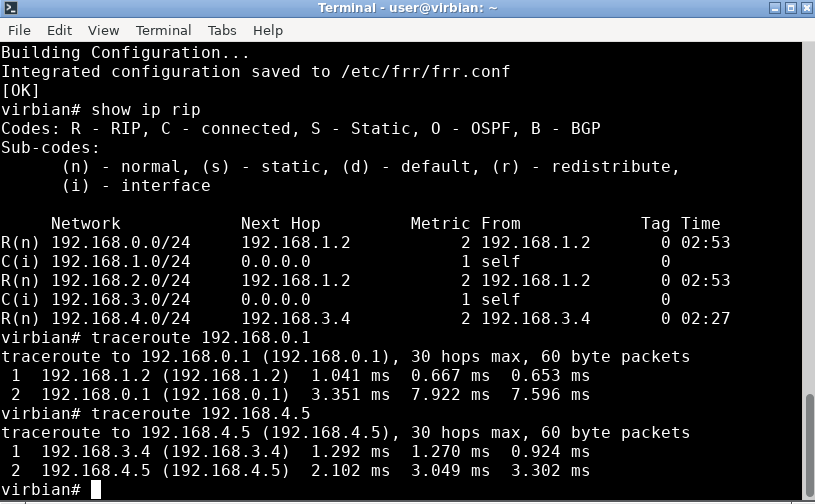 Terminal - user@virbian: ~
File Edit View Terminal Tabs Help
Building Configuration...
Integrated configuration saved to /etc/frr/frr.conf
[OK]
virbian# show ip rip
Codes: R - RIP, C - connected, S - Static, O - OSPF, B - BGP
Sub-codes:
      (n) - normal, (s) - static, (d) - default, (r) - redistribute,
      (i) - interface

     Network            Next Hop         Metric From            Tag Time
R(n) 192.168.0.0/24     192.168.1.2           2 192.168.1.2       0 02:53
C(i) 192.168.1.0/24     0.0.0.0               1 self              0
R(n) 192.168.2.0/24     192.168.1.2           2 192.168.1.2       0 02:53
C(i) 192.168.3.0/24     0.0.0.0               1 self              0
R(n) 192.168.4.0/24     192.168.3.4           2 192.168.3.4       0 02:27
virbian# traceroute 192.168.0.1
traceroute to 192.168.0.1 (192.168.0.1), 30 hops max, 60 byte packets
 1  192.168.1.2 (192.168.1.2)  1.041 ms  0.667 ms  0.653 ms
 2  192.168.0.1 (192.168.0.1)  3.351 ms  7.922 ms  7.596 ms
virbian# traceroute 192.168.4.5
traceroute to 192.168.4.5 (192.168.4.5), 30 hops max, 60 byte packets
 1  192.168.3.4 (192.168.3.4)  1.292 ms  1.270 ms  0.924 ms
 2  192.168.4.5 (192.168.4.5)  2.102 ms  3.049 ms  3.302 ms
virbian#